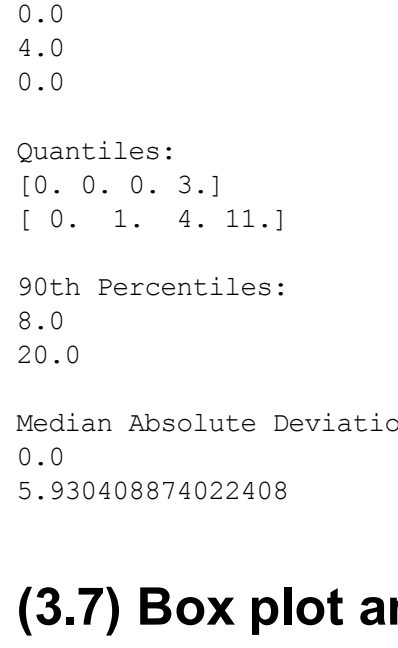 0.0
4.0
0.0
Quantiles:
[0. 0. 0. 3.]
[ 0.  1.  4. 11.]
90th Percentiles:
8.0
20.0
Median Absolute Deviatio
0.0
5.930408874022408
(3.7) Box plot